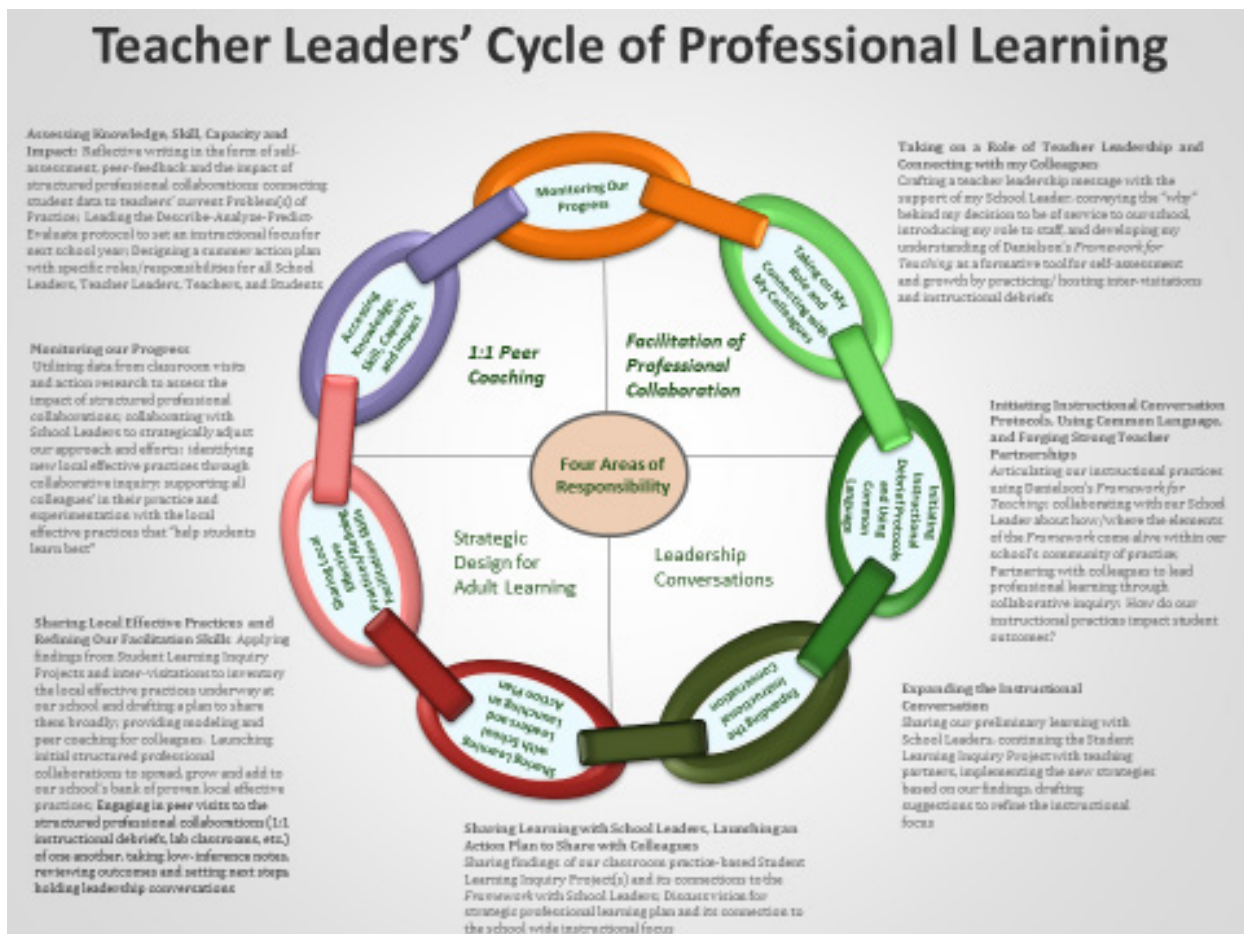 Teacher Leaders' Cycle of Professional Learning
Assessing Knowledge, Skill, Capacity and
Impact: Reflective writing in the form of self-
assessment, peer-feedback and the impact of
structured professional collaborations connecting
student data to teachers' current Problem(s) of
Practice; Leading the Describe-Analyze-Predict-
Evaluate protocol to set an instructional focus for
next school year; Designing a summer action plan
with specific roles/responsibilities for all School
Leaders, Teacher Leaders, Teachers, and Students
Monitoring our Progress
Utilizing data from classroom visits
and action research to assess the
impact of structured professional
collaborations; collaborating with
School Leaders to strategically adjust
our approach and efforts; identifying
new local effective practices through
collaborative inquiry; supporting all
colleagues' in their practice and
experimentation with the local
effective practices that "help students
learn best"
Sharing Local Effective Practices and
Refining Our Facilitation Skills Applying
findings from Student Learning Inquiry
Projects and inter-visitations to inventory
the local effective practices underway at
our school and drafting a plan to share
them broadly; providing modeling and
peer coaching for colleagues. Launching
initial structured professional
collaborations to spread, grow and add to
our school's bank of proven local effective
practices; Engaging in peer visits to the
structured professional collaborations (1:1
instructional debriefs, lab classrooms, etc.)
of one another, taking low-inference notes,
reviewing outcomes and setting next steps
holding leadership conversations
Monitoring Our
Progress
Taking on My
Role and
Connecting with
My Colleagues
Initiating
Instructional
Debrief Protocols
and Using
Common
Language
Expanding the
Instructional
Conversation
Sharing Learning
with School
Leaders and
Launching an
Action Plan
Sharing Local
Effective
Practices/Refining
Facilitation Skills
Accessing
Knowledge,
Skill, Capacity,
and Impact
1:1 Peer
Coaching
Facilitation of
Professional
Collaboration
Four Areas of
Responsibility
Strategic
Design for
Adult Learning
Leadership
Conversations
Taking on a Role of Teacher Leadership and
Connecting with my Colleagues
Crafting a teacher leadership message with the
support of my School Leader, conveying the "why"
behind my decision to be of service to our school,
introducing my role to staff, and developing my
understanding of Danielson's Framework for
Teaching as a formative tool for self-assessment
and growth by practicing/ hosting inter-visitations
and instructional debriefs
Initiating Instructional Conversation
Protocols, Using Common Language,
and Forging Strong Teacher
Partnerships
Articulating our instructional practices
using Danielson's Framework for
Teaching; collaborating with our School
Leader about how/where the elements
of the Framework come alive within our
school's community of practice;
Partnering with colleagues to lead
professional learning through
collaborative inquiry: How do our
instructional practices impact student
outcomes?
Expanding the Instructional
Conversation
Sharing our preliminary learning with
School Leaders, continuing the Student
Learning Inquiry Project with teaching
partners, implementing the new strategies
based on our findings, drafting
suggestions to refine the instructional
focus
Sharing Learning with School Leaders, Launching an
Action Plan to Share with Colleagues
Sharing findings of our classroom practice-based Student
Learning Inquiry Project(s) and its connections to the
Framework with School Leaders; Discuss vision for
strategic professional learning plan and its connection to
the school wide instructional focus